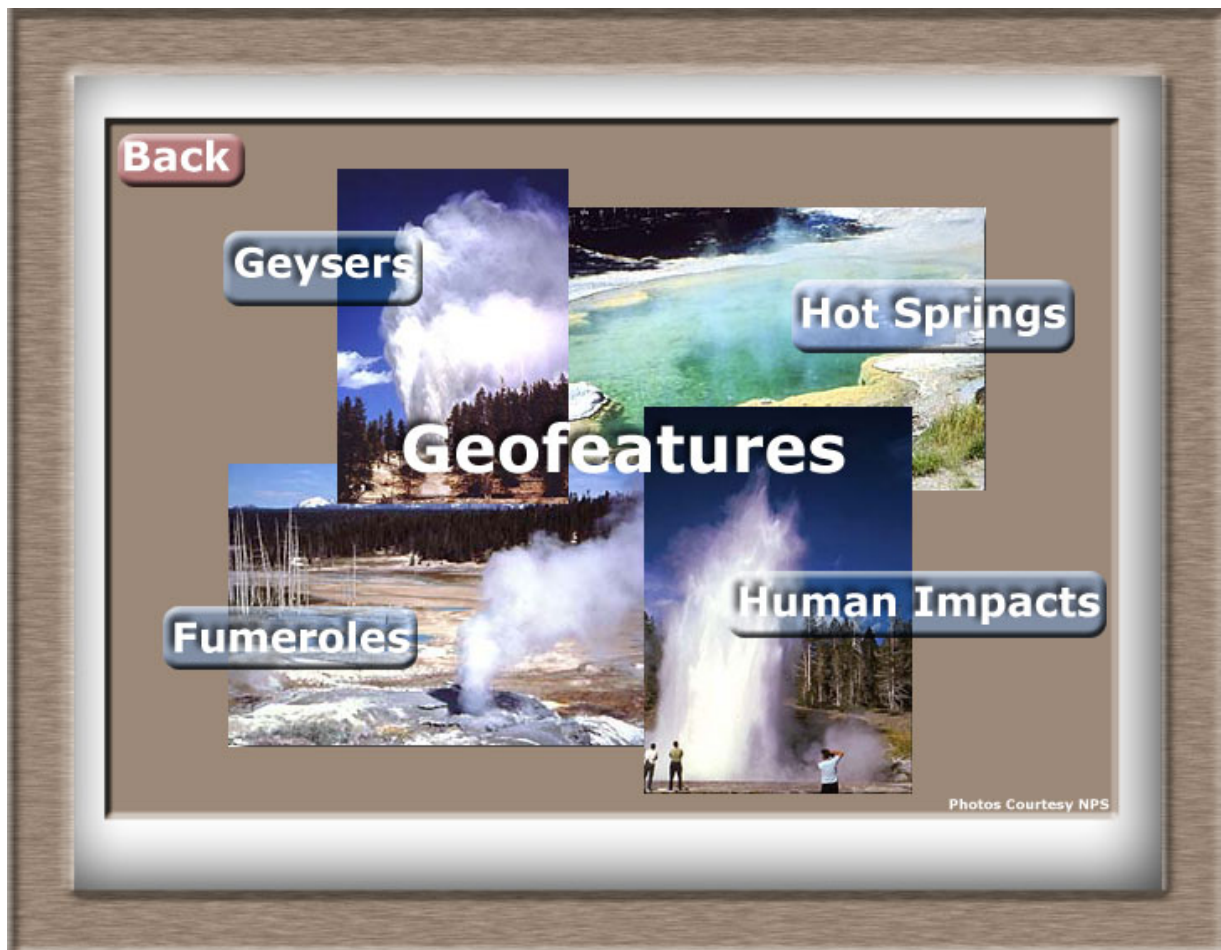 Back
Geysers
Hot Springs
Geofeatures
Fumeroles
Human Impacts
Photos Courtesy NPS